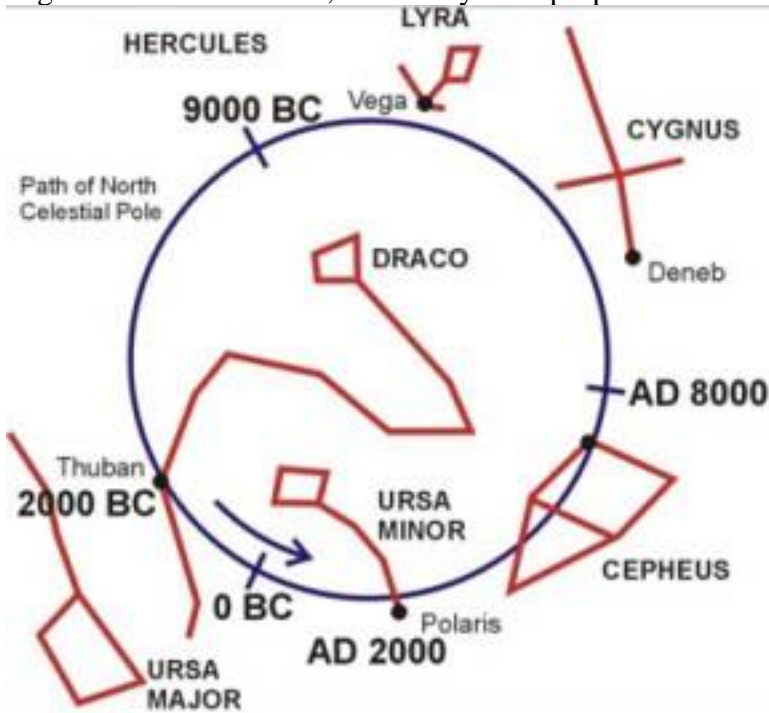 LYRA
HERCULES
9000 BC
Vega
CYGNUS
Path of North
Celestial Pole
DRACO
Deneb
AD 8000
Thuban
2000 BC
URSA
MINOR
CEPHEUS
0 BC
Polaris
AD 2000
URSA
MAJOR